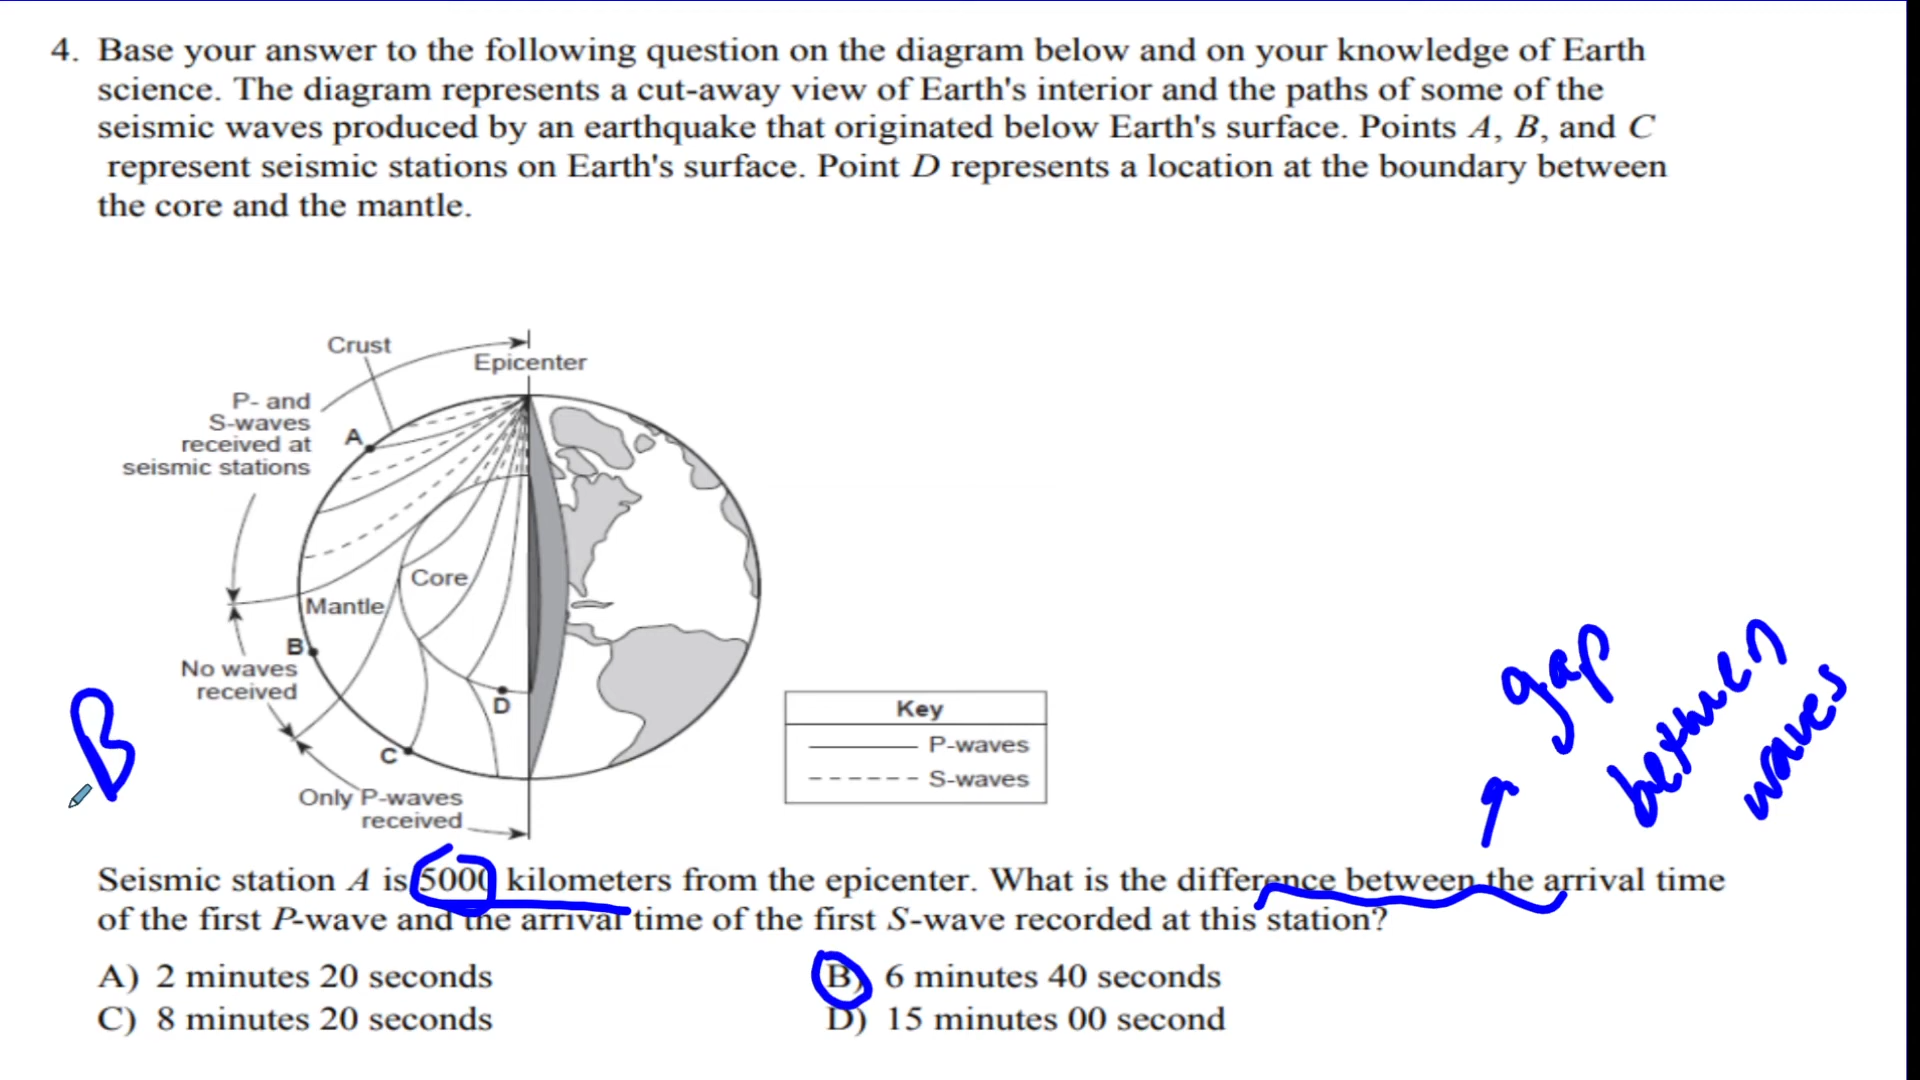 4. Base your answer to the following question on the diagram below and on your knowledge of Earth
science. The diagram represents a cut-away view of Earth's interior and the paths of some of the
seismic waves produced by an earthquake that originated below Earth's surface. Points A, B, and C
represent seismic stations on Earth's surface. Point D represents a location at the boundary between
the core and the mantle.
Crust
Epicenter
P- and
S-waves
received at
seismic stations
A
Core
Mantle
B
No waves
received
D
C
Only P-waves
received
Key
P-waves
S-waves
B
gap
between
waves
Seismic station A is 5000 kilometers from the epicenter. What is the difference between the arrival time
of the first P-wave and the arrival time of the first S-wave recorded at this station?
A) 2 minutes 20 seconds
B) 6 minutes 40 seconds
C) 8 minutes 20 seconds
D) 15 minutes 00 second